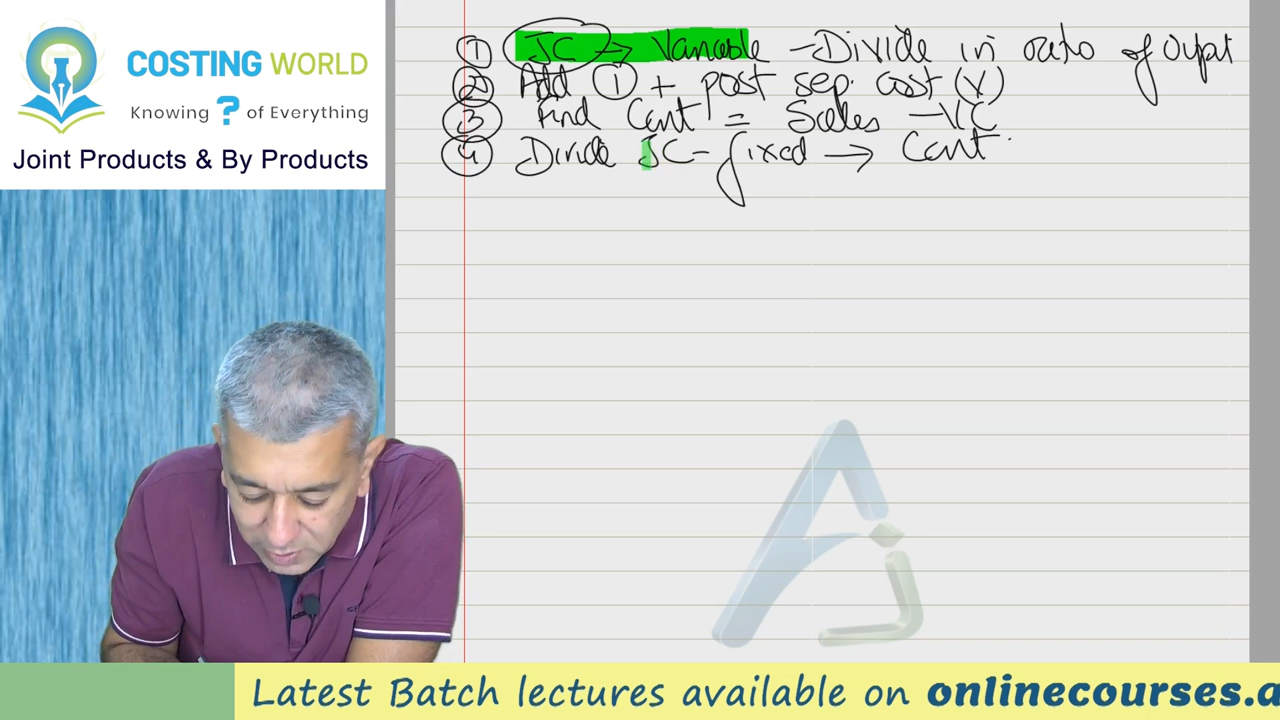 COSTING WORLD
Knowing ? of Everything
Joint Products & By Products
① JC → Variable - Divide in ratio of Output
② Add ① + post sep. cost (V)
③ Find Cont = Sales - VC
④ Divide JC - fixed → Cont.
Latest Batch lectures available on onlinecourses.a